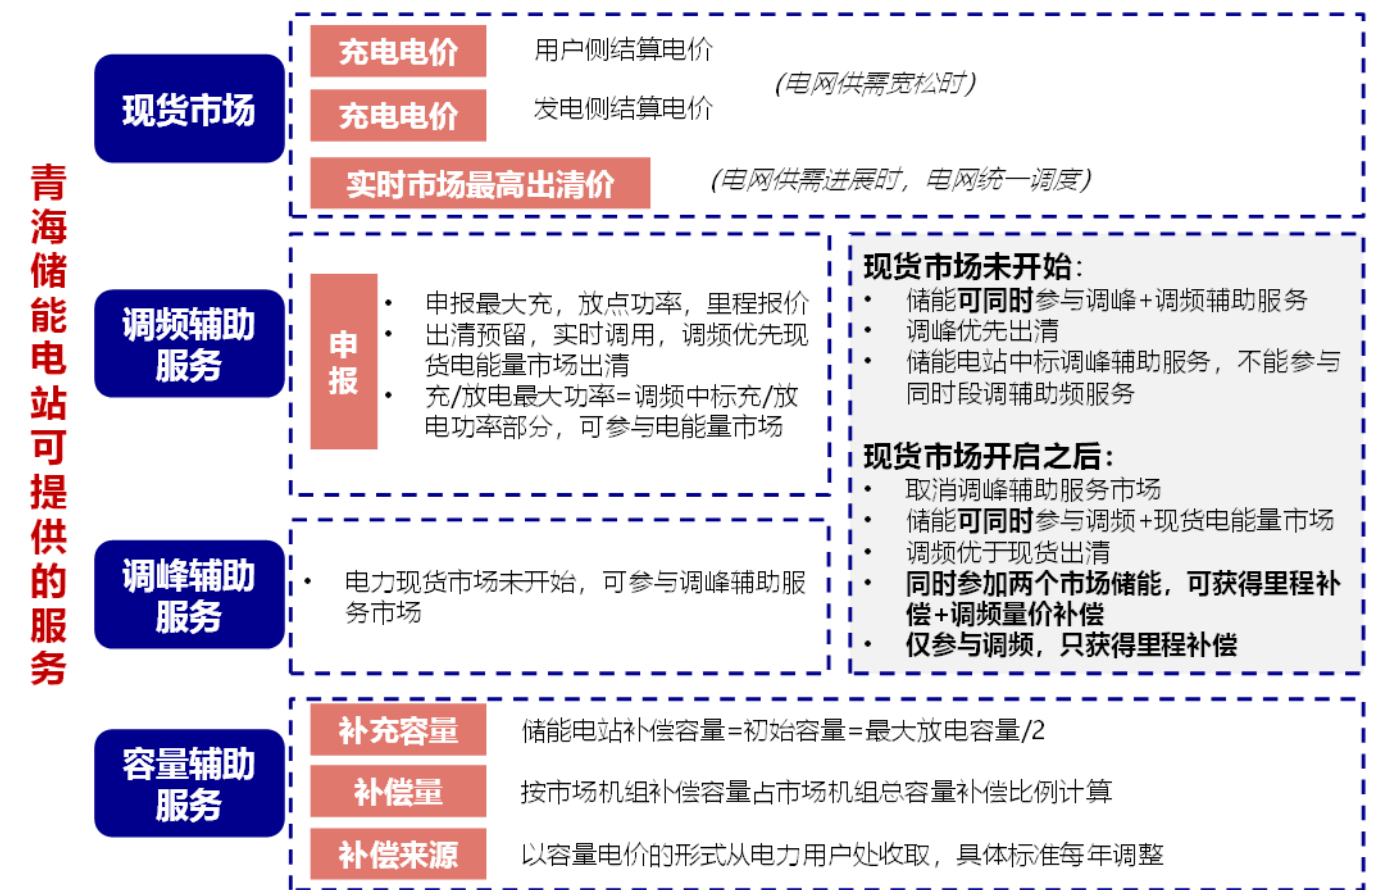 青海储能电站可提供的服务
现货市场
充电电价
用户侧结算电价
(电网供需宽松时)
充电电价
发电侧结算电价
实时市场最高出清价
(电网供需进展时，电网统一调度)
调频辅助
服务
申
报
• 申报最大充，放点功率，里程报价
• 出清预留，实时调用，调频优先现
货电能量市场出清
• 充/放电最大功率=调频中标充/放
电功率部分，可参与电能量市场
现货市场未开始：
• 储能可同时参与调峰+调频辅助服务
• 调峰优先出清
• 储能电站中标调峰辅助服务，不能参与
同时段调辅助频服务
现货市场开启之后：
• 取消调峰辅助服务市场
• 储能可同时参与调频+现货电能量市场
• 调频优于现货出清
• 同时参加两个市场储能，可获得里程补
偿+调频量价补偿
• 仅参与调频，只获得里程补偿
调峰辅助
服务
• 电力现货市场未开始，可参与调峰辅助服
务市场
容量辅助
服务
补充容量
储能电站补偿容量=初始容量=最大放电容量/2
补偿量
按市场机组补偿容量占市场机组总容量补偿比例计算
补偿来源
以容量电价的形式从电力用户处收取，具体标准每年调整